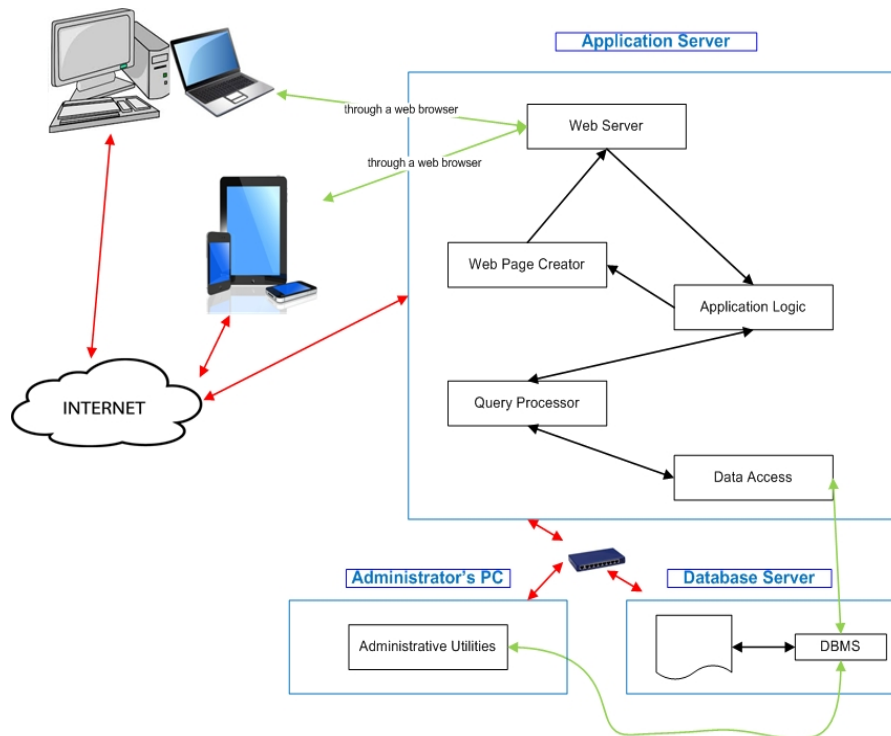 Application Server
through a web browser
Web Server
through a web browser
Web Page Creator
Application Logic
INTERNET
Query Processor
Data Access
Administrator's PC
Database Server
Administrative Utilities
DBMS